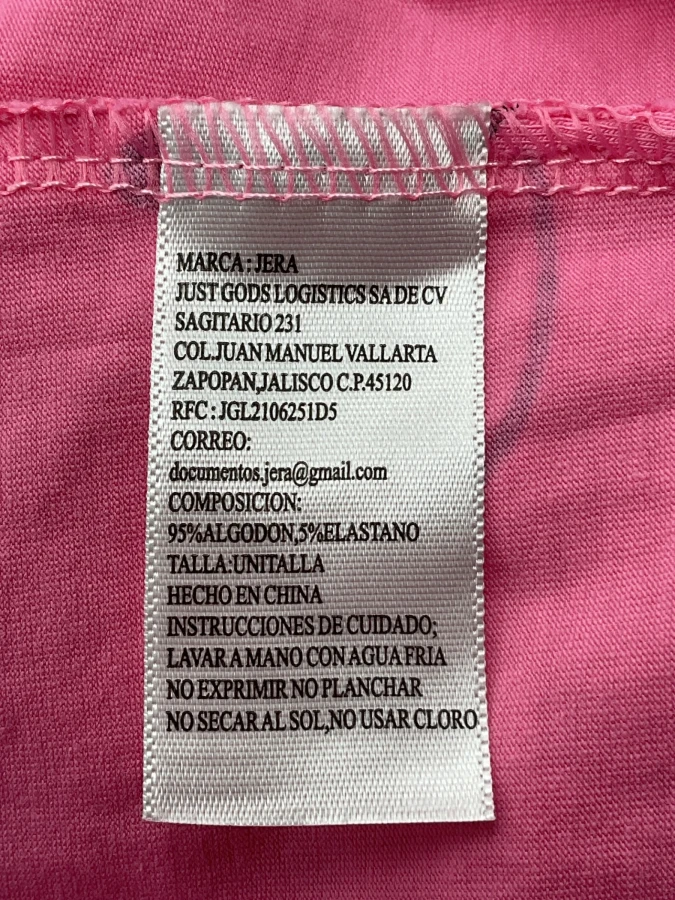 MARCA:JERA
JUST GODS LOGISTICS SA DE CV
SAGITARIO 231
COL.JUAN MANUEL VALLARTA
ZAPOPAN,JALISCO C.P.45120
RFC:JGL2106251D5
CORREO:
documentos.jera@gmail.com
COMPOSICION:
95%ALGODON,5%ELASTANO
TALLA:UNITALLA
HECHO EN CHINA
INSTRUCCIONES DE CUIDADO;
LAVAR A MANO CON AGUA FRIA
NO EXPRIMIR NO PLANCHAR
NO SECAR AL SOL,NO USAR CLORO